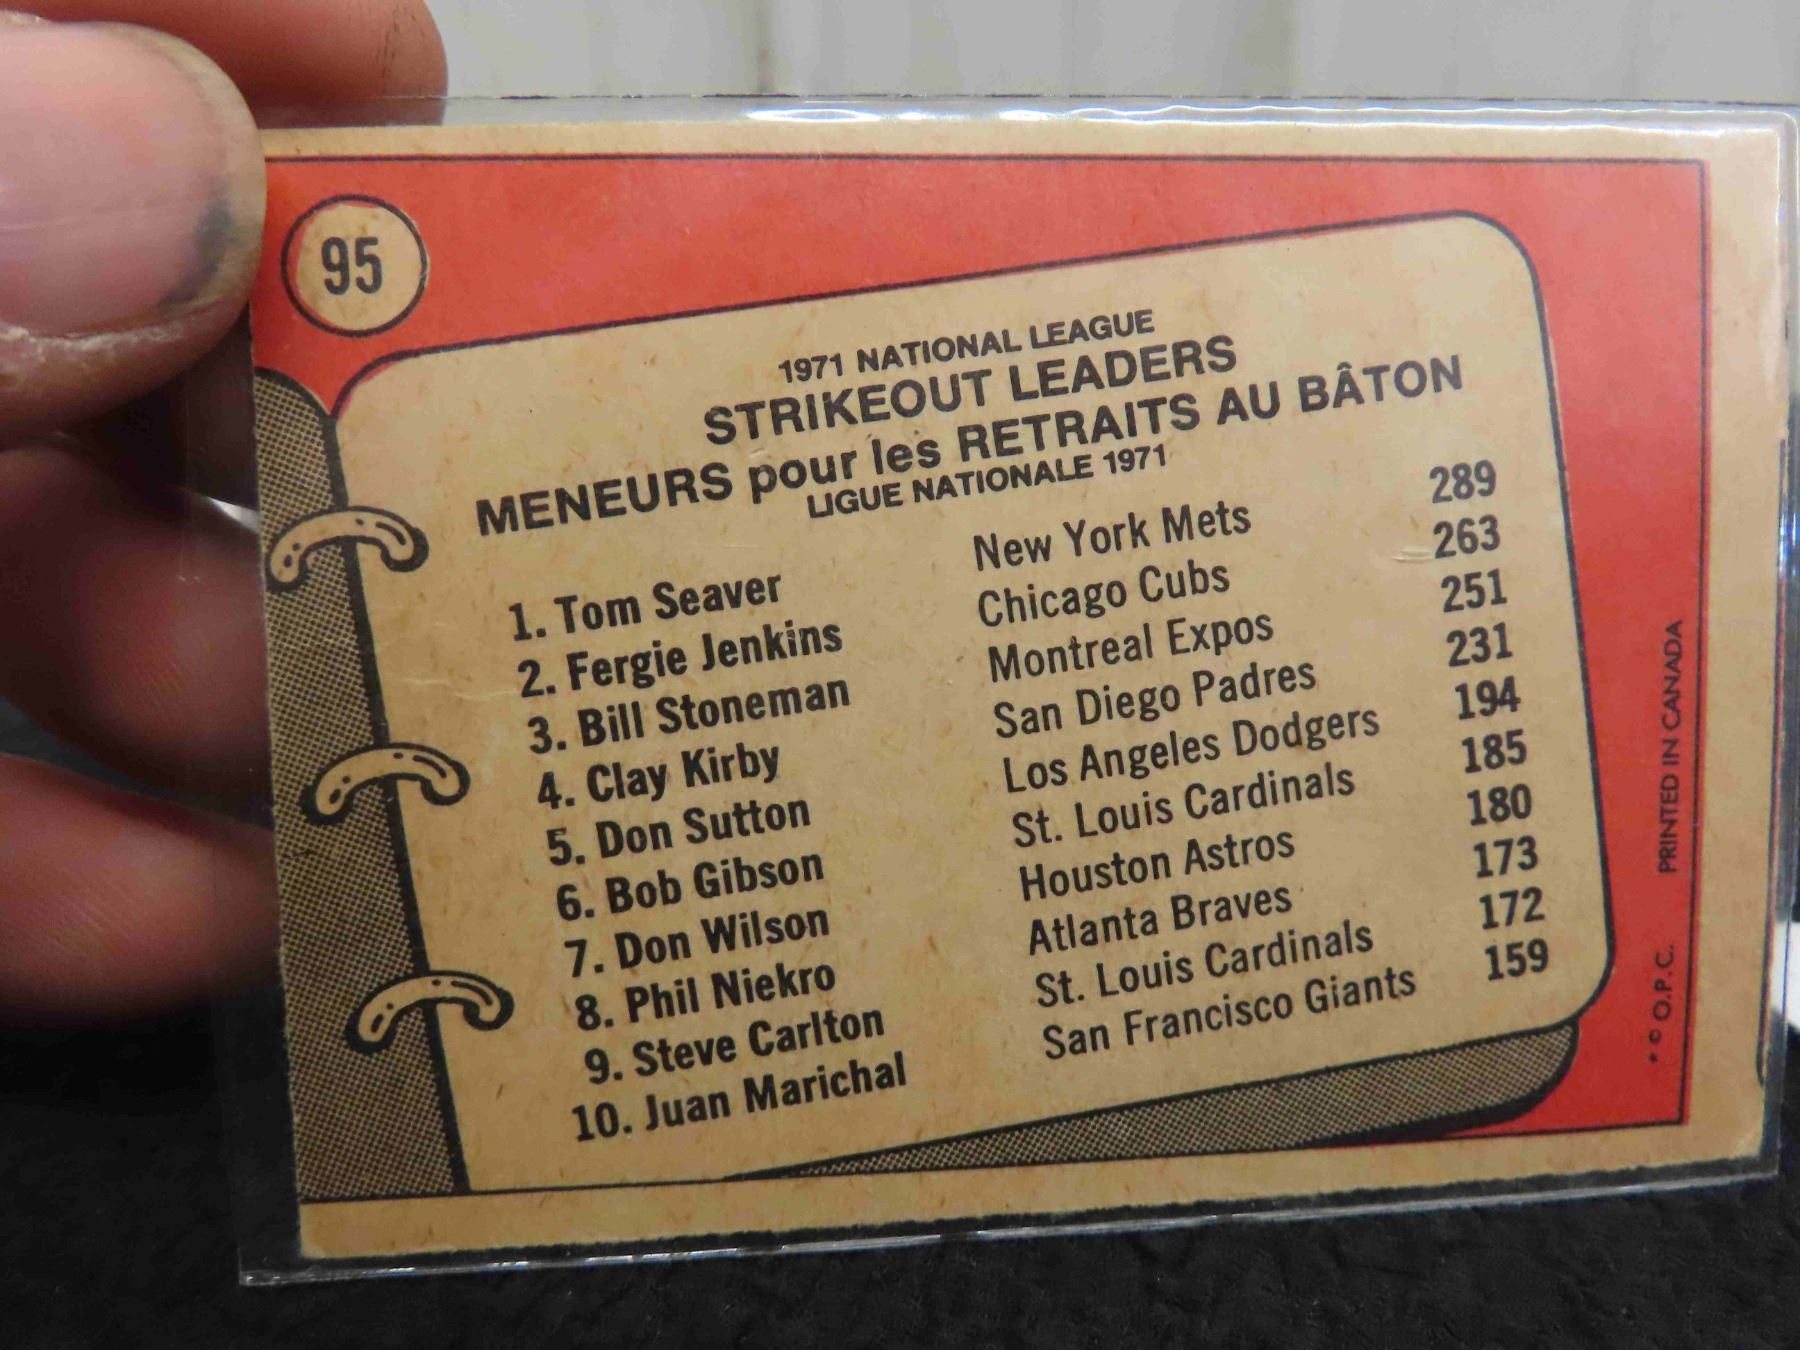 95
1971 NATIONAL LEAGUE
STRIKEOUT LEADERS
MENEURS pour les RETRAITS AU BÂTON
LIGUE NATIONALE 1971
1. Tom Seaver New York Mets 289
2. Fergie Jenkins Chicago Cubs 263
3. Bill Stoneman Montreal Expos 251
4. Clay Kirby San Diego Padres 231
5. Don Sutton Los Angeles Dodgers 194
6. Bob Gibson St. Louis Cardinals 185
7. Don Wilson Houston Astros 180
8. Phil Niekro Atlanta Braves 173
9. Steve Carlton St. Louis Cardinals 172
10. Juan Marichal San Francisco Giants 159
* © O.P.C. PRINTED IN CANADA